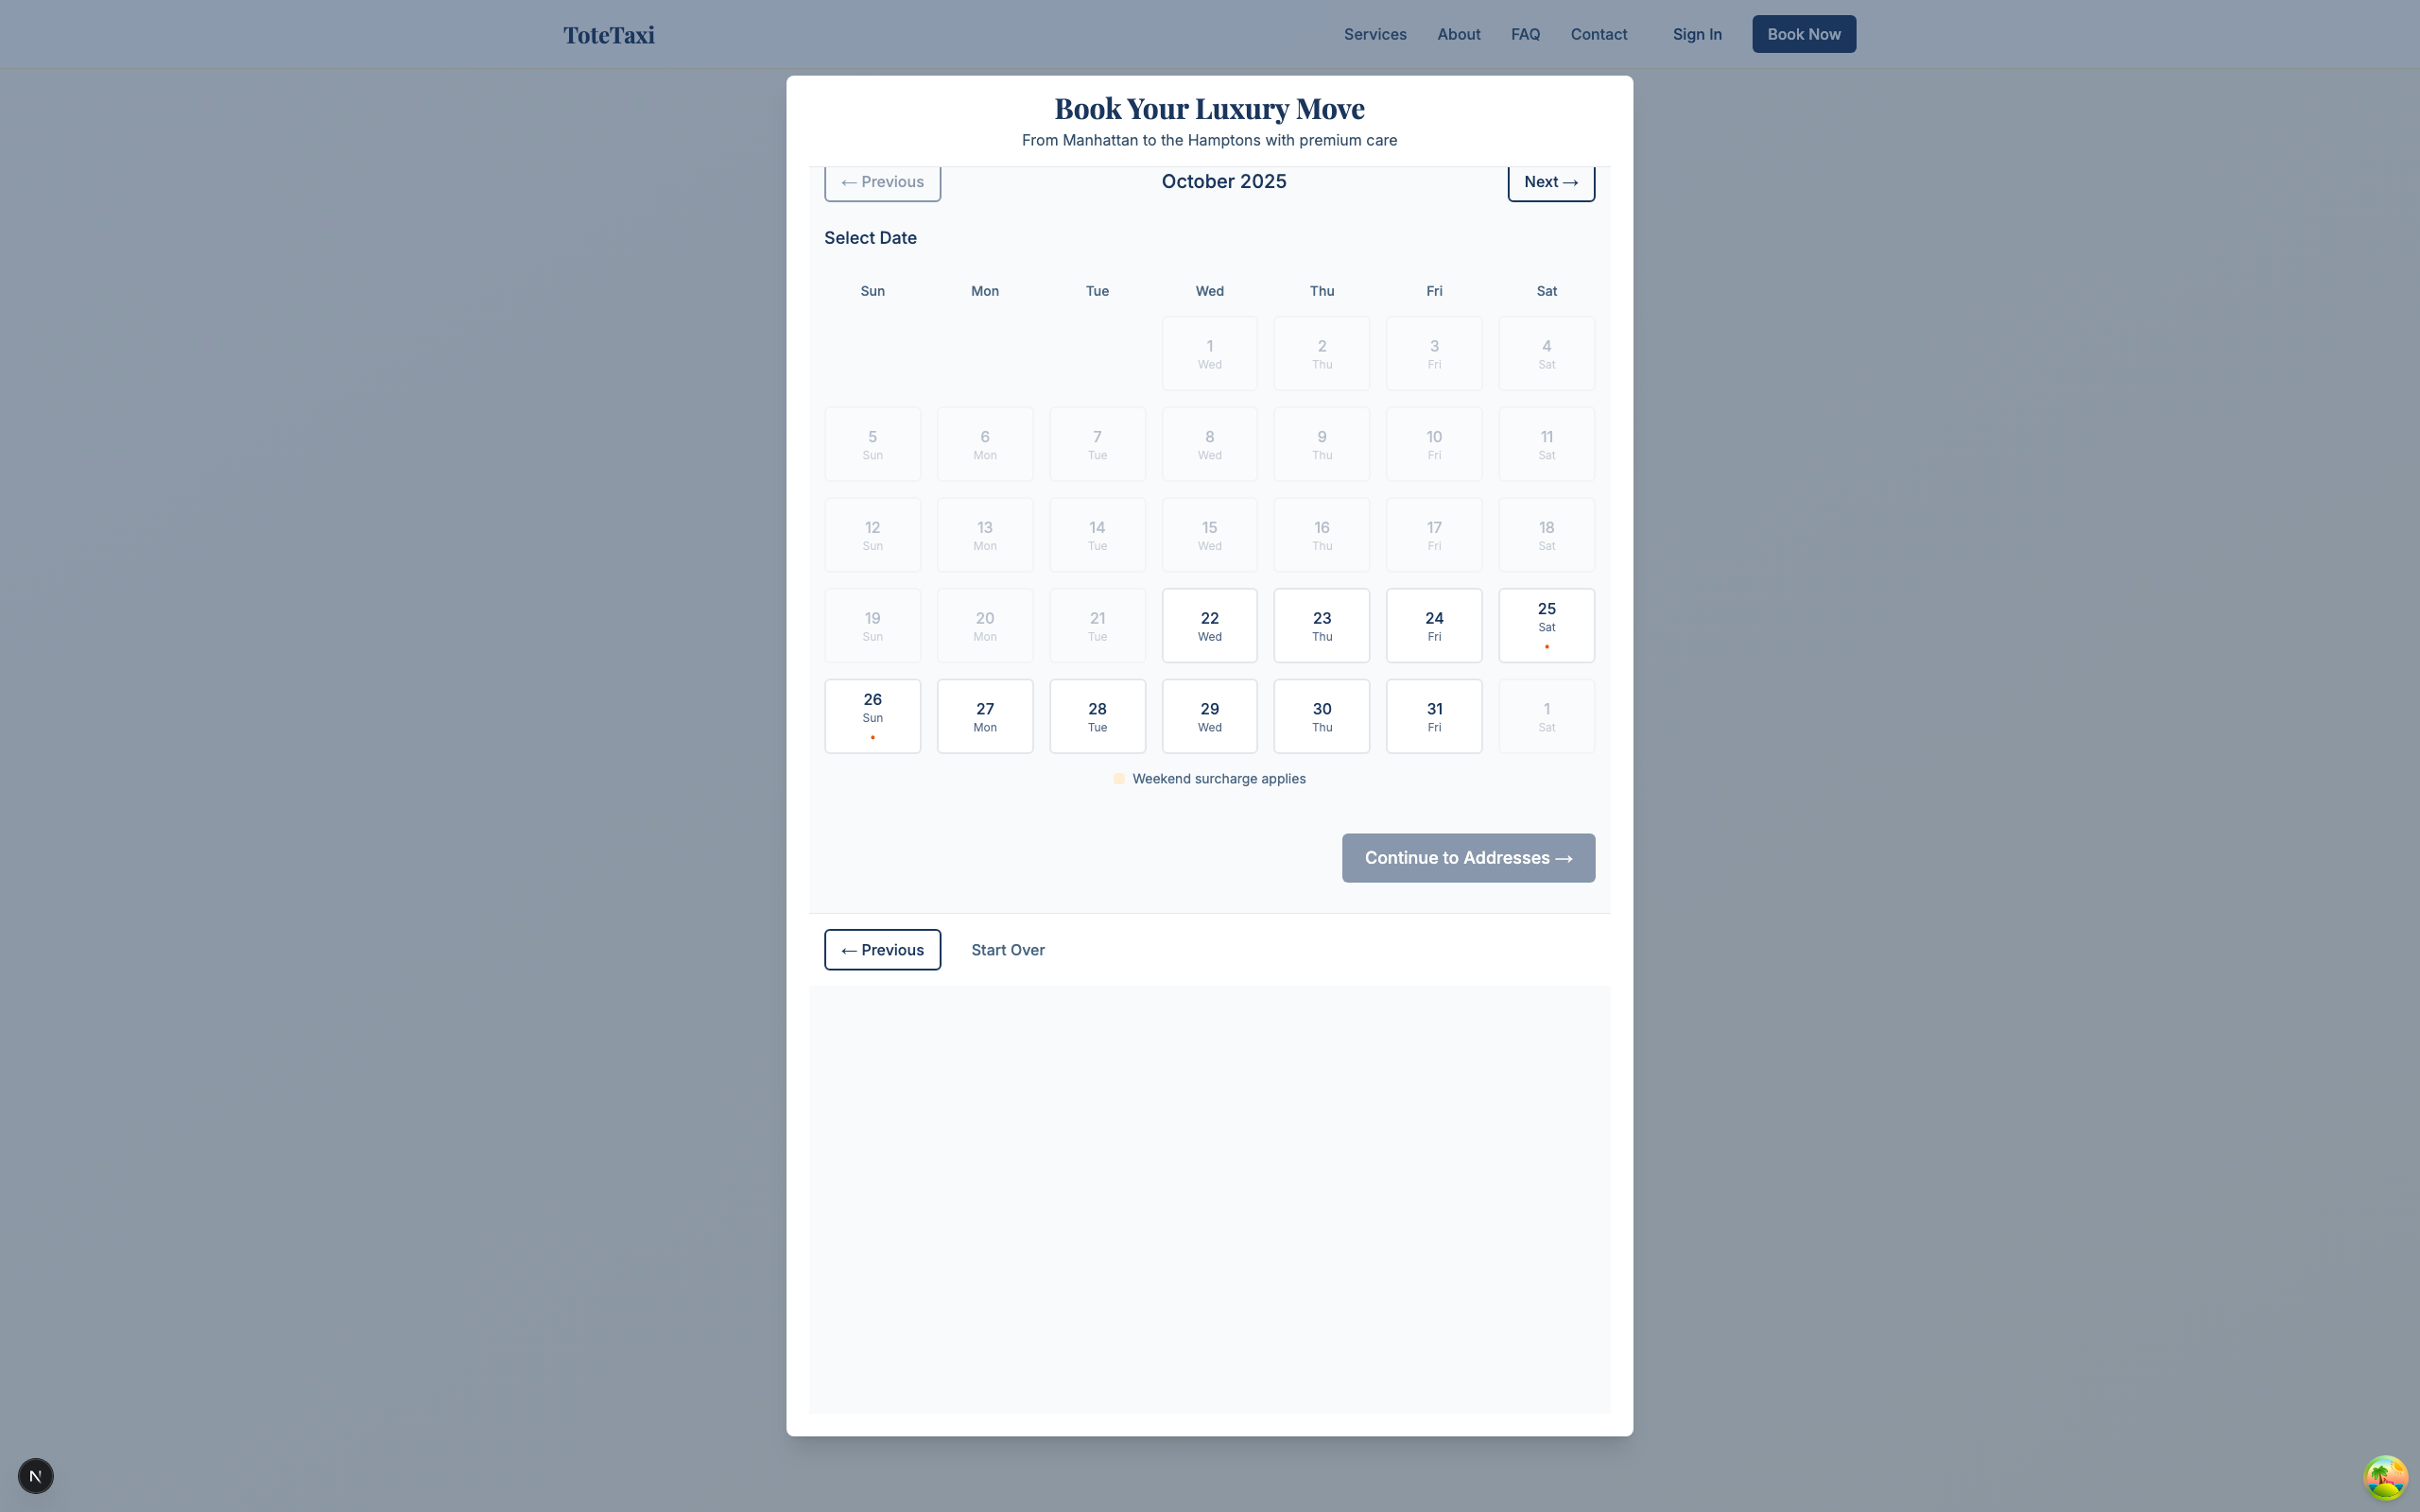 ToteTaxi
Services About FAQ Contact Sign In Book Now
Book Your Luxury Move
From Manhattan to the Hamptons with premium care
← Previous October 2025 Next →
Select Date
Sun Mon Tue Wed Thu Fri Sat
1 2 3 4
Wed Thu Fri Sat
5 6 7 8 9 10 11
Sun Mon Tue Wed Thu Fri Sat
12 13 14 15 16 17 18
Sun Mon Tue Wed Thu Fri Sat
19 20 21 22 23 24 25
Sun Mon Tue Wed Thu Fri Sat
26 27 28 29 30 31 1
Sun Mon Tue Wed Thu Fri Sat
Weekend surcharge applies
Continue to Addresses →
← Previous Start Over
N